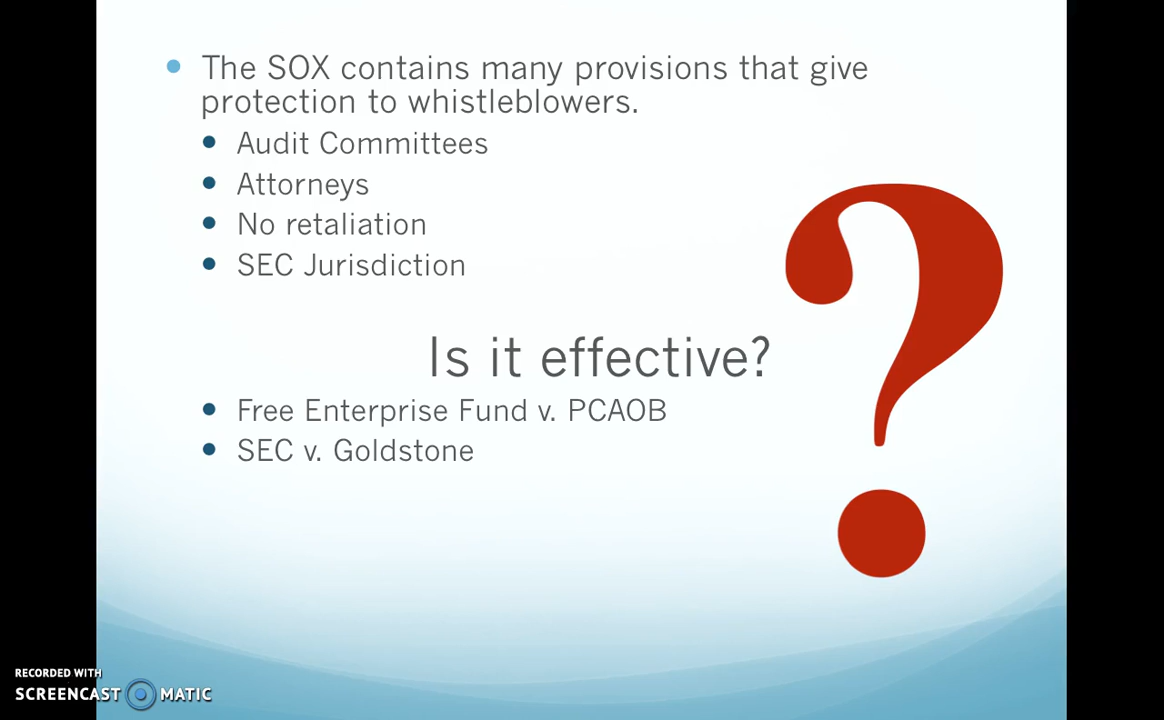 The SOX contains many provisions that give
protection to whistleblowers.
Audit Committees
Attorneys
No retaliation
SEC Jurisdiction
Is it effective?
Free Enterprise Fund v. PCAOB
SEC v. Goldstone
?
RECORDED WITH
SCREENCAST MATIC